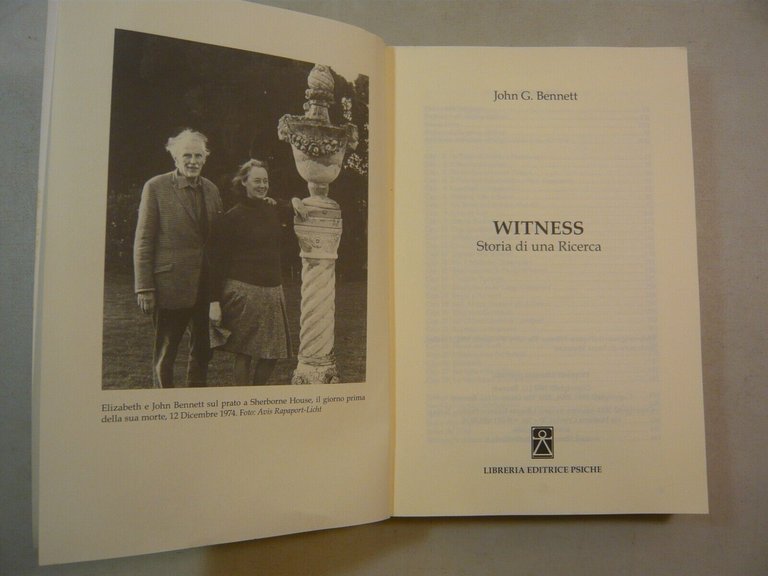 Elizabeth e John Bennett sul prato a Sherborne House, il giorno prima
della sua morte, 12 Dicembre 1974. Foto: Avis Rapaport-Licht
John G. Bennett
WITNESS
Storia di una Ricerca
LIBRERIA EDITRICE PSICHE